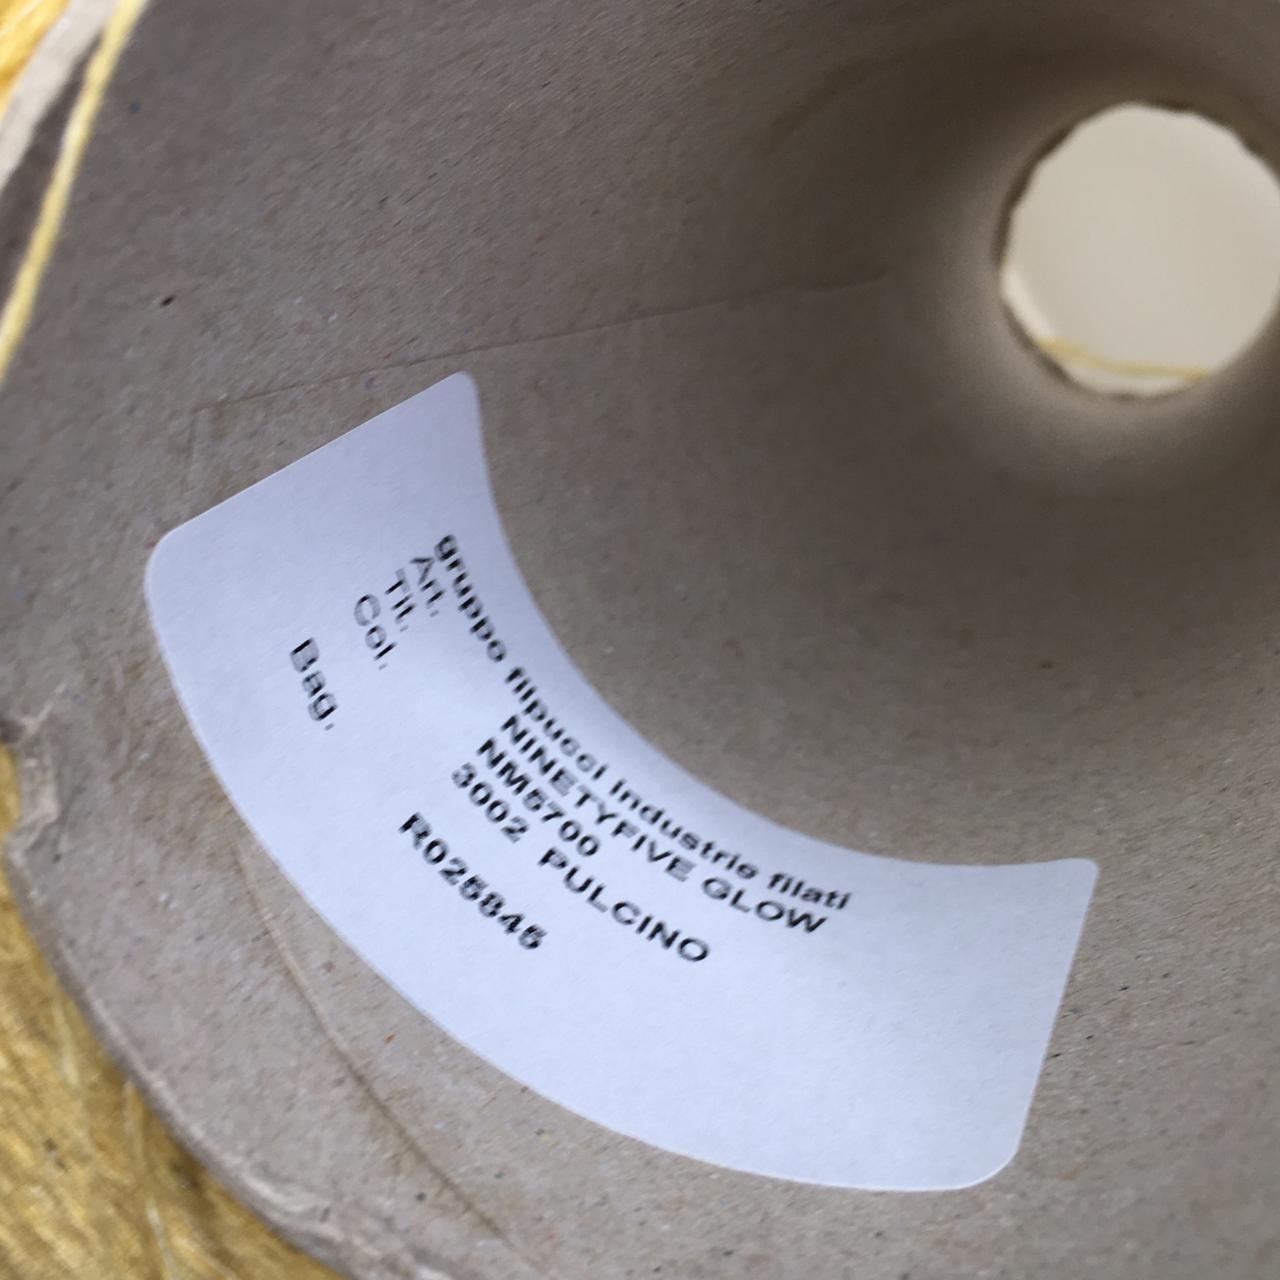 gruppo filpucci industrie filati
Art. NINETYFIVE GLOW
Tit. NM5700
Col. 3002 PULCINO
Bag. R025845